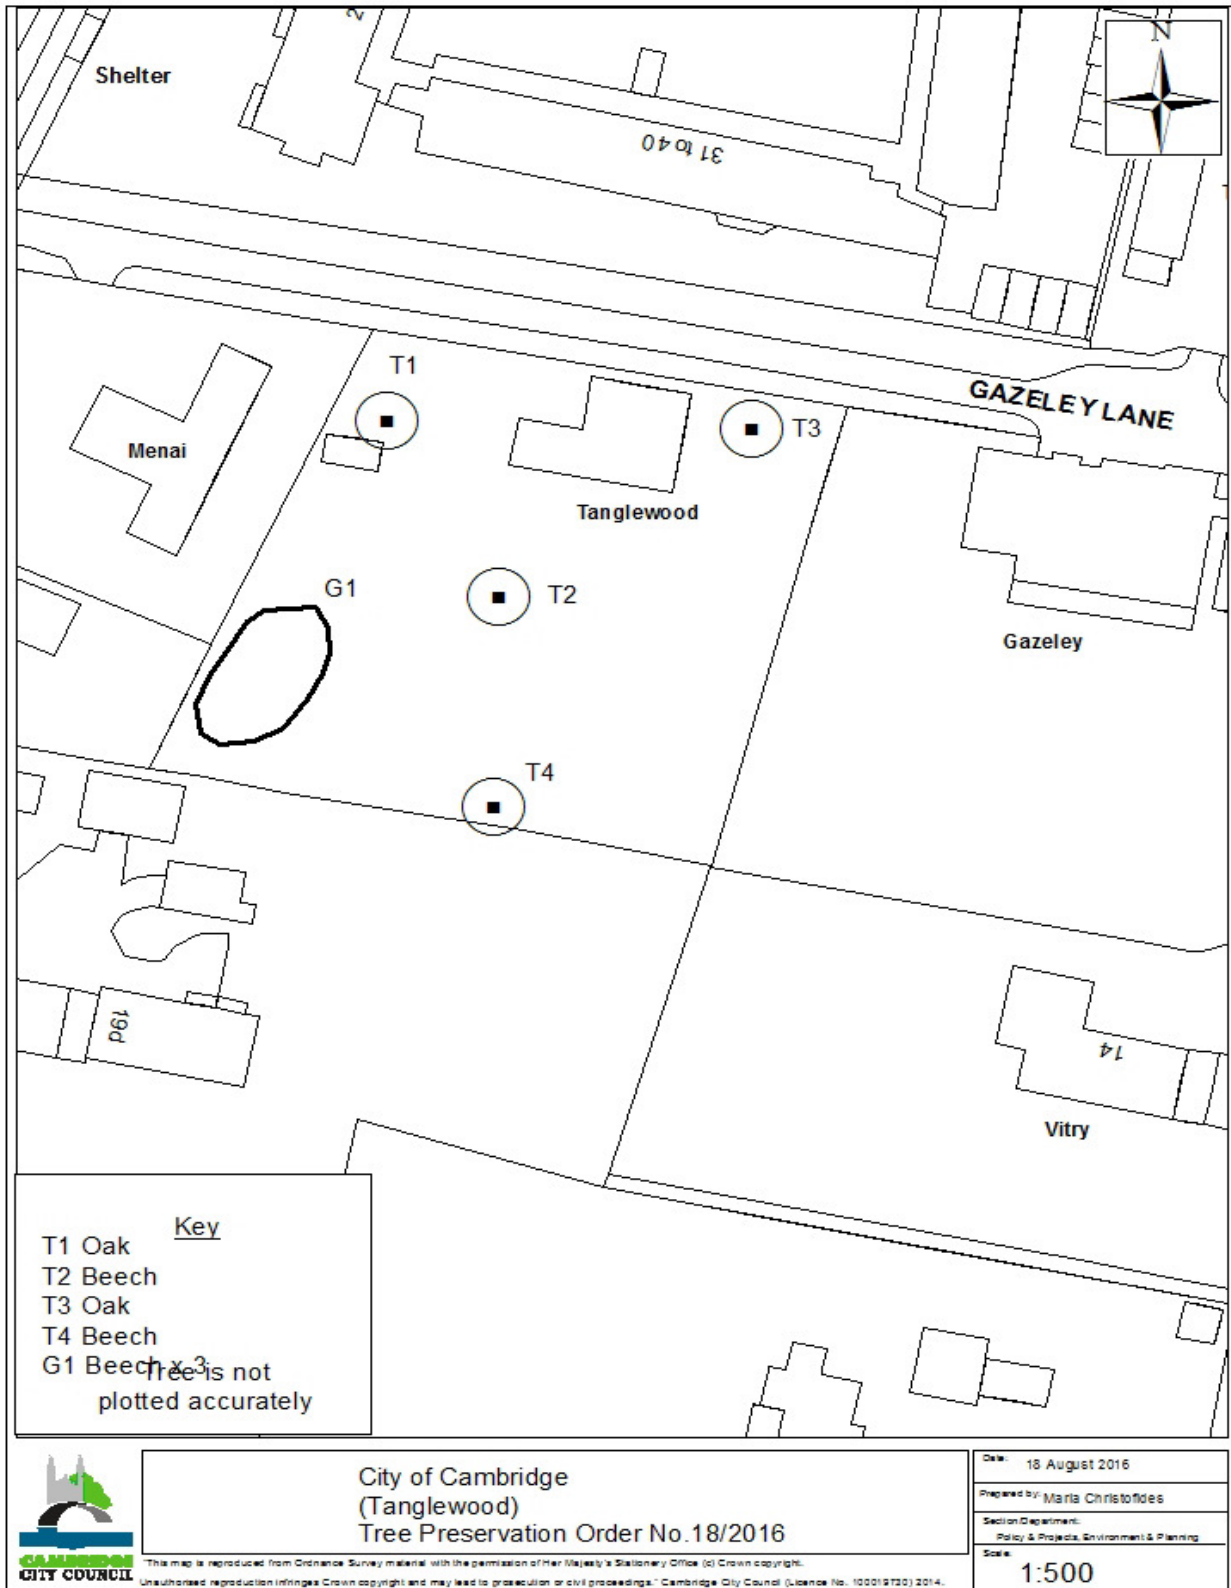 2
N
Shelter
31 to 40
GAZELEY LANE
T1
T3
Menai
Tanglewood
G1
T2
Gazeley
T4
19d
14
Vitry
Key
T1 Oak
T2 Beech
T3 Oak
T4 Beech
G1 Beech x 3
Tree is not
plotted accurately
CAMBRIDGE
CITY COUNCIL
City of Cambridge
(Tanglewood)
Tree Preservation Order No.18/2016
"This map is reproduced from Ordnance Survey material with the permission of Her Majesty's Stationery Office (c) Crown copyright.
Unauthorised reproduction infringes Crown copyright and may lead to prosecution or civil proceedings." Cambridge City Council (Licence No. 100019730) 2014.
Date: 18 August 2016
Prepared by: Maria Christofides
Section/Department:
Policy & Projects, Environment & Planning
Scale:
1:500